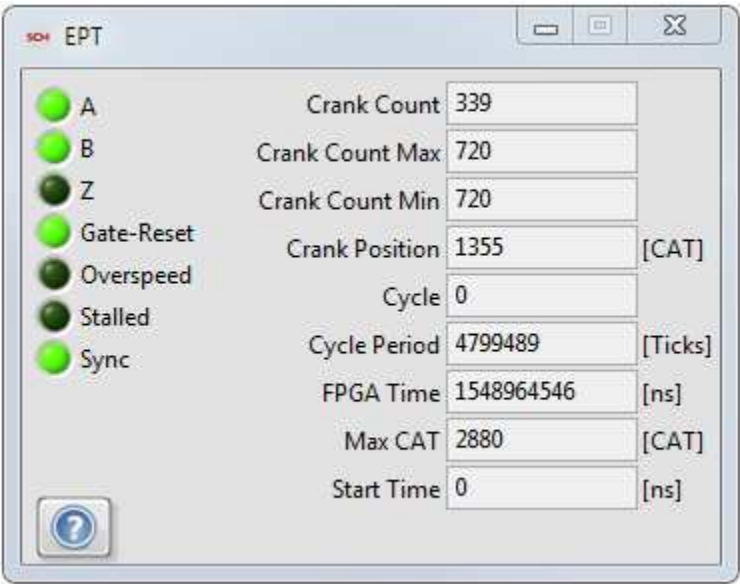 SCH EPT
A
B
Z
Gate-Reset
Overspeed
Stalled
Sync
Crank Count 339
Crank Count Max 720
Crank Count Min 720
Crank Position 1355 [CAT]
Cycle 0
Cycle Period 4799489 [Ticks]
FPGA Time 1548964546 [ns]
Max CAT 2880 [CAT]
Start Time 0 [ns]
?